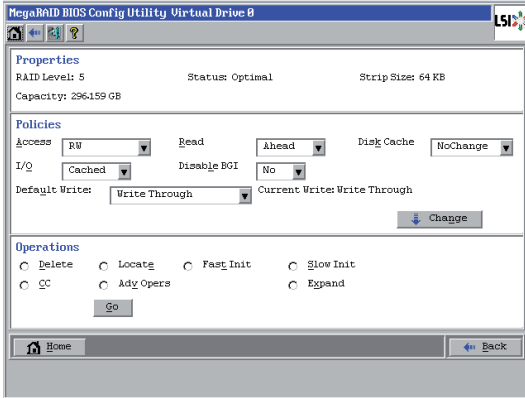 MegaRAID BIOS Config Utility Virtual Drive 0
LSI
Properties
RAID Level: 5 Status: Optimal Strip Size: 64 KB
Capacity: 296.159 GB
Policies
Access RW Read Ahead Disk Cache NoChange
I/O Cached Disable BGI No
Default Write: Write Through Current Write: Write Through
Change
Operations
Delete Locate Fast Init Slow Init
CC Adv Opers Expand
Go
Home Back